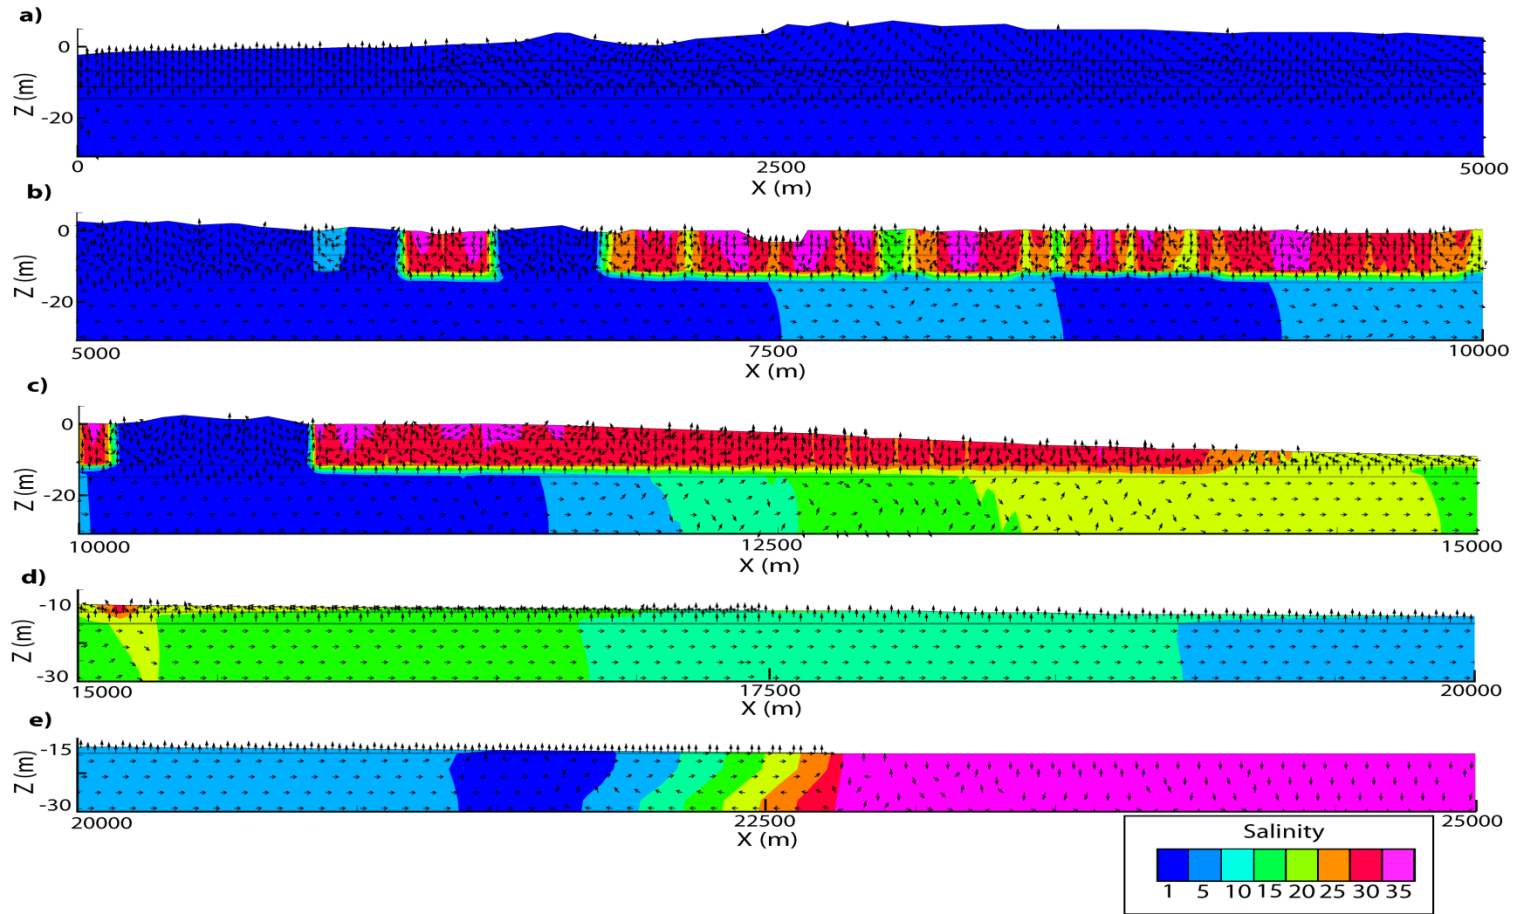 a)
0
Z (m)
-20
0 2500 5000
X (m)
b)
0
Z (m)
-20
5000 7500 10000
X (m)
c)
0
Z (m)
-20
10000 12500 15000
X (m)
d)
-10
Z (m)
-30
15000 17500 20000
X (m)
e)
-15
Z (m)
-30
20000 22500 25000
X (m)
Salinity
1 5 10 15 20 25 30 35